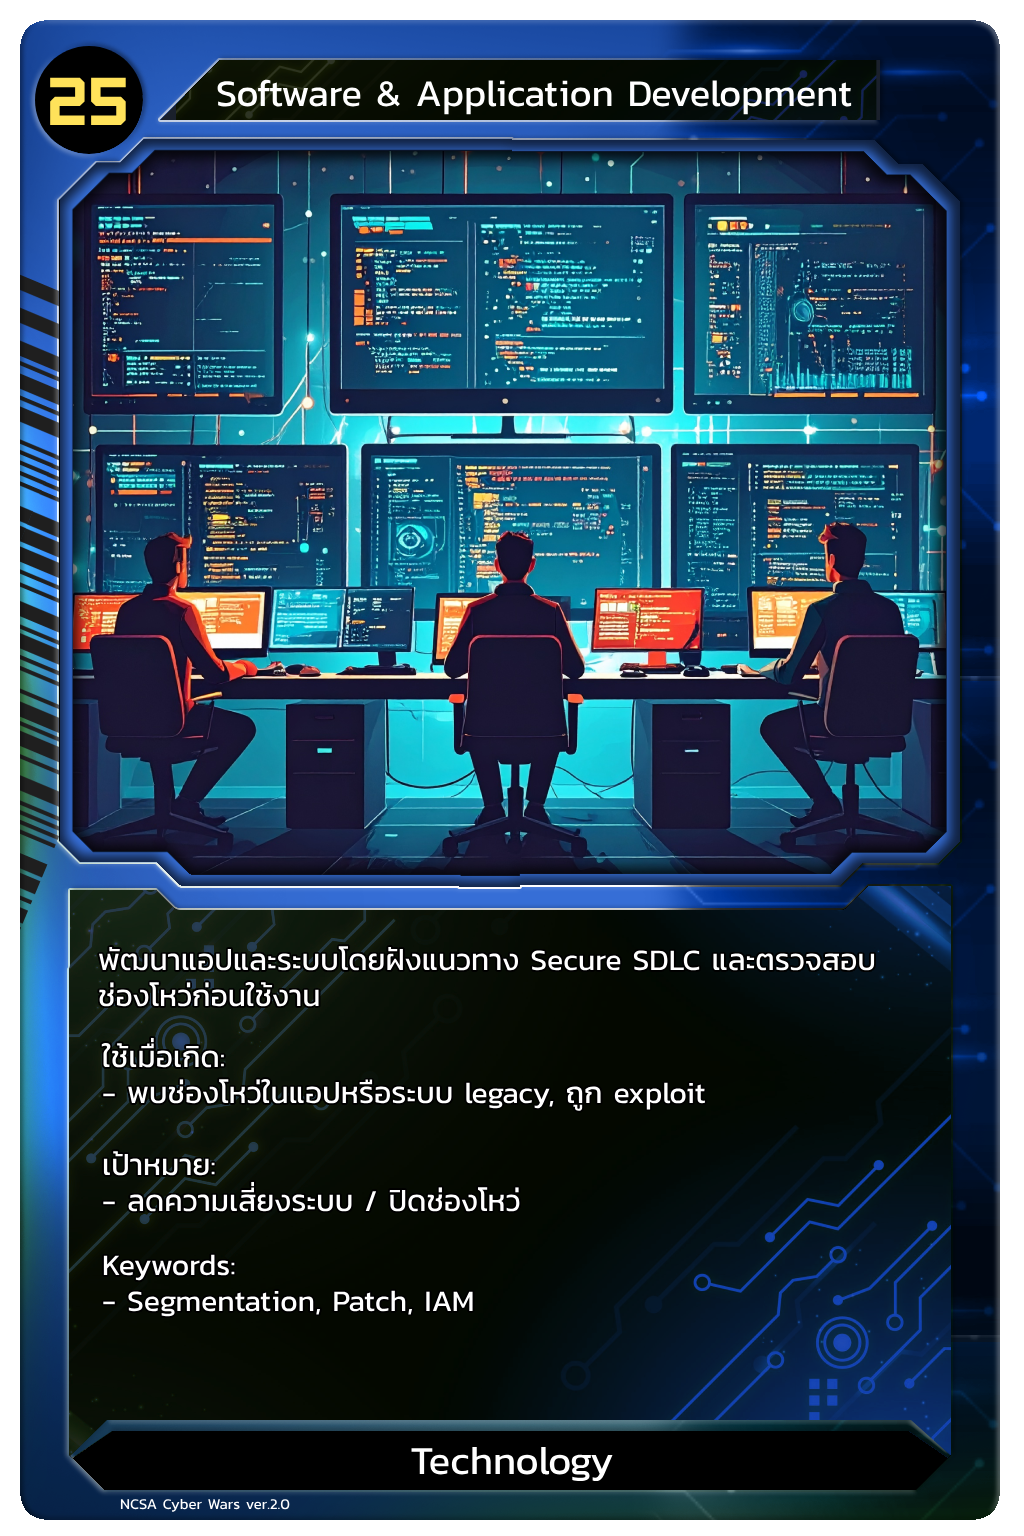 25
Software & Application Development
พัฒนาแอปและระบบโดยฝังแนวทาง Secure SDLC และตรวจสอบ
ช่องโหว่ก่อนใช้งาน
ใช้เมื่อเกิด:
- พบช่องโหว่ในแอปหรือระบบ legacy, ถูก exploit
เป้าหมาย:
- ลดความเสี่ยงระบบ / ปิดช่องโหว่
Keywords:
- Segmentation, Patch, IAM
Technology
NCSA Cyber Wars ver.2.0